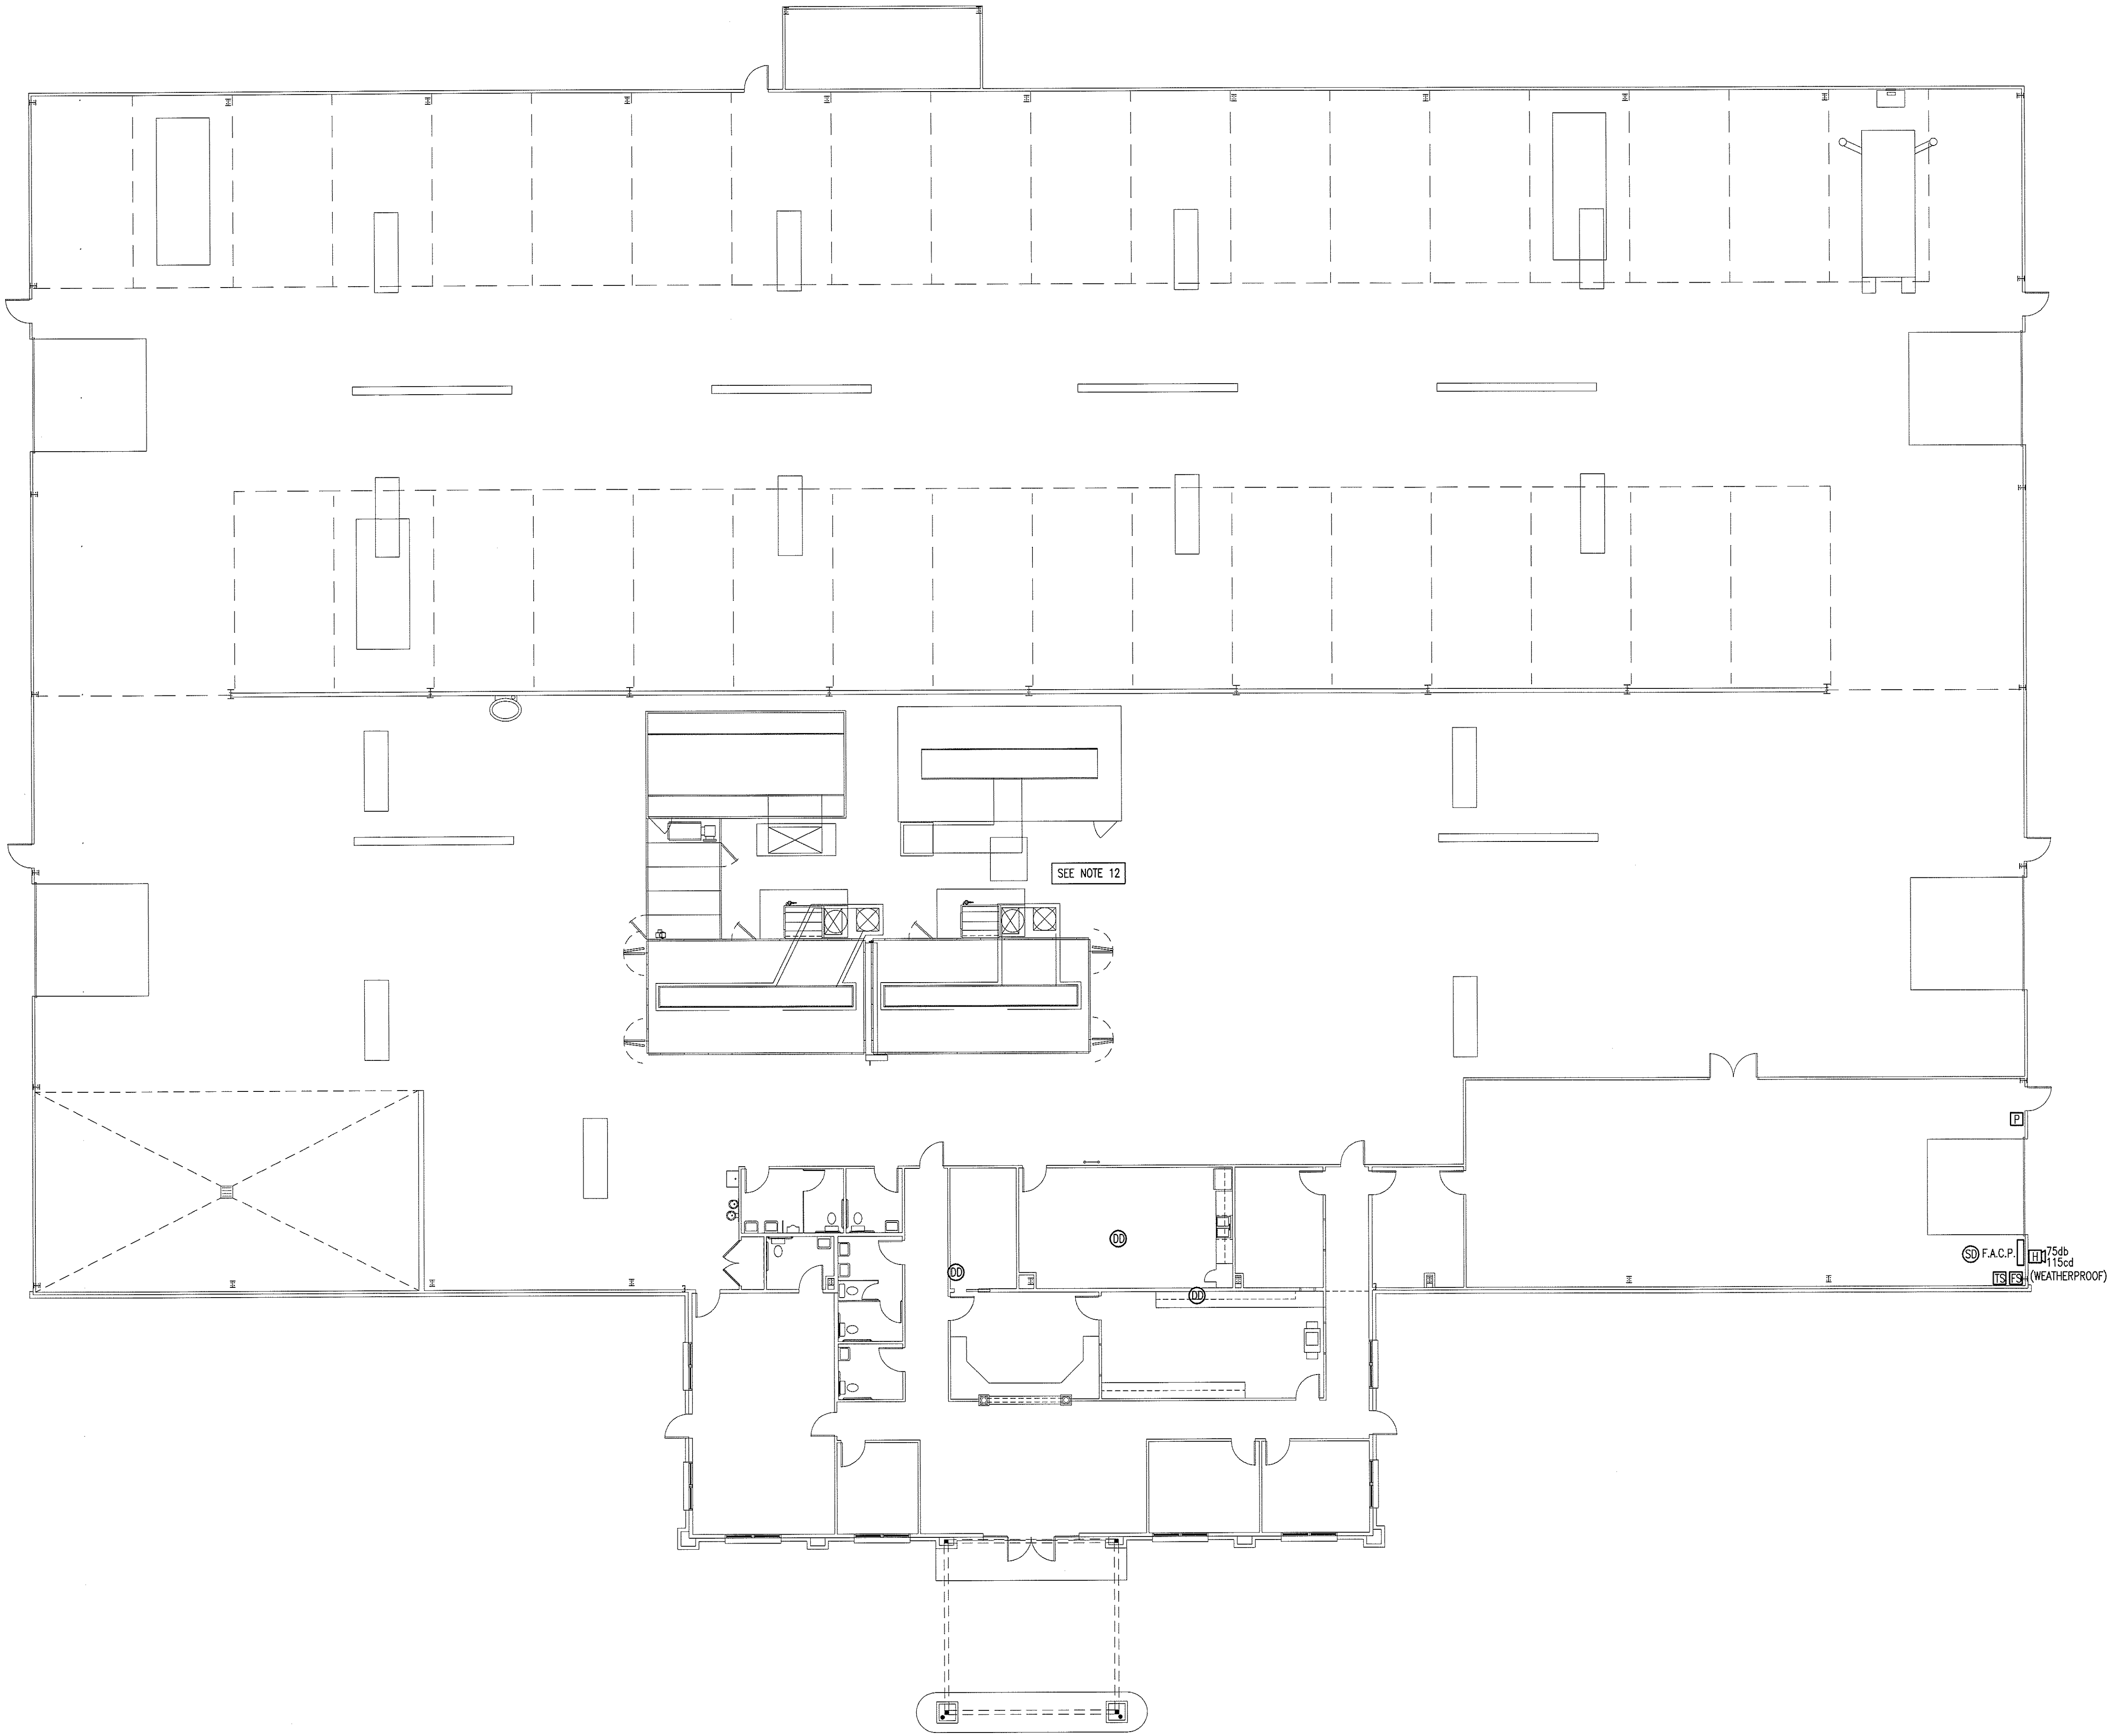 SEE NOTE 12
P
DD
DD
DD
SD F.A.C.P. H 75db
115cd
TS FS (WEATHERPROOF)